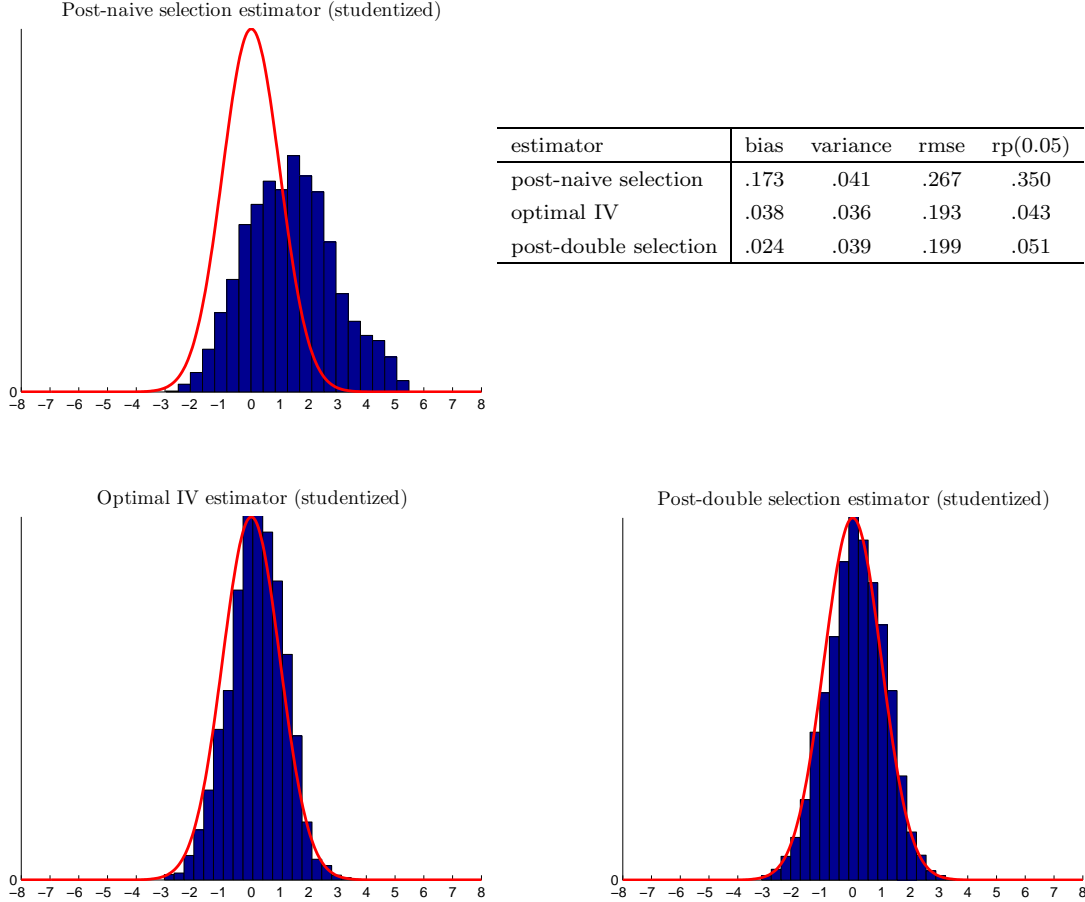 Post-naive selection estimator (studentized)
0
−8 −7 −6 −5 −4 −3 −2 −1 0 1 2 3 4 5 6 7 8
estimator bias variance rmse rp(0.05)
post-naive selection .173 .041 .267 .350
optimal IV .038 .036 .193 .043
post-double selection .024 .039 .199 .051
Optimal IV estimator (studentized)
0
−8 −7 −6 −5 −4 −3 −2 −1 0 1 2 3 4 5 6 7 8
Post-double selection estimator (studentized)
0
−8 −7 −6 −5 −4 −3 −2 −1 0 1 2 3 4 5 6 7 8